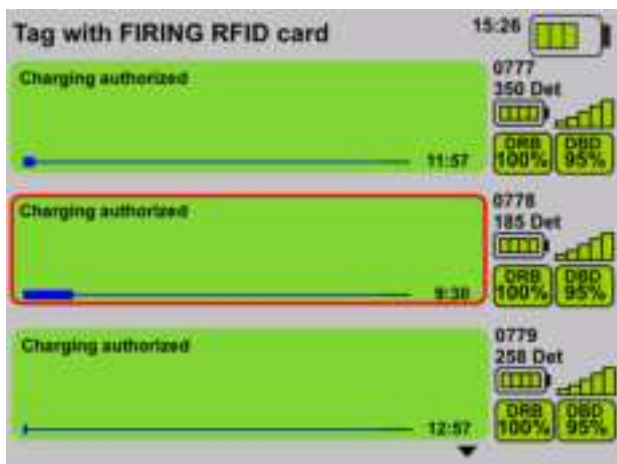 Tag with FIRING RFID card
15:26
Charging authorized
11:57
0777
350 Det
DRB 100%
DBD 95%
Charging authorized
9:38
0778
185 Det
DRB 100%
DBD 95%
Charging authorized
12:57
0779
258 Det
DRB 100%
DBD 95%